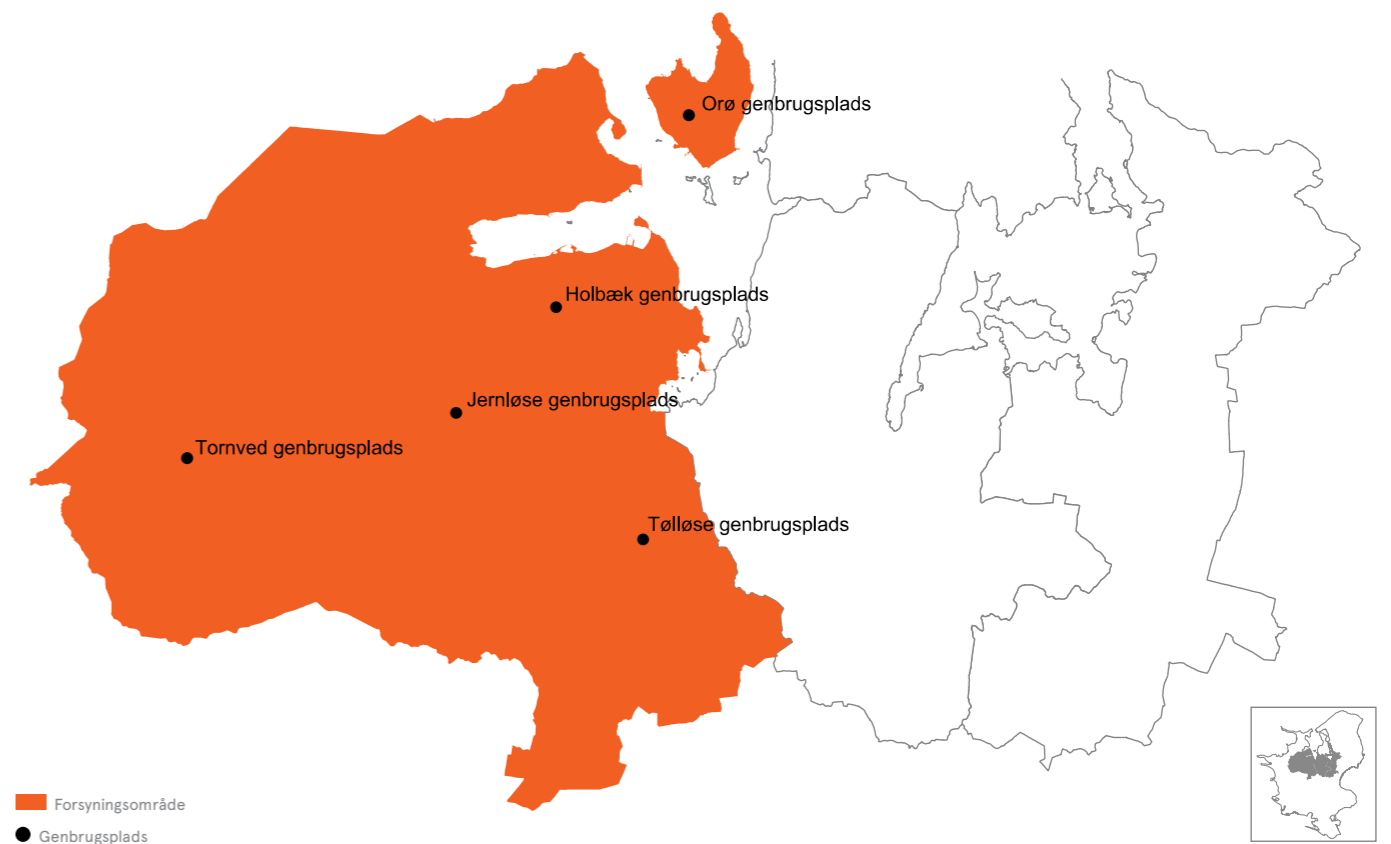 Orø genbrugsplads
Holbæk genbrugsplads
Jernløse genbrugsplads
Tornved genbrugsplads
Tølløse genbrugsplads
Forsyningsområde
Genbrugsplads